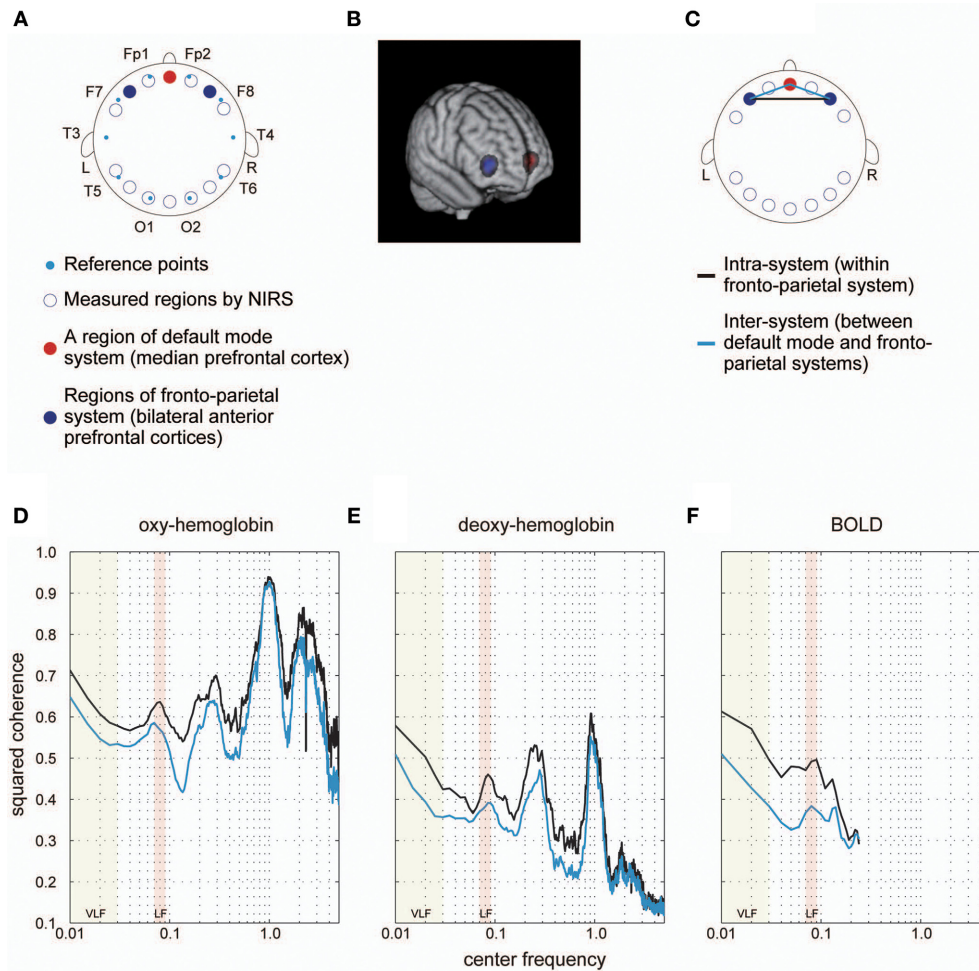 A
B
C
Fp1 Fp2
F7 F8
T3 T4
L R
T5 T6
O1 O2
Reference points
Measured regions by NIRS
A region of default mode
system (median prefrontal cortex)
Regions of fronto-parietal
system (bilateral anterior
prefrontal cortices)
L R
Intra-system (within
fronto-parietal system)
Inter-system (between
default mode and fronto-
parietal systems)
D oxy-hemoglobin
E deoxy-hemoglobin
F BOLD
squared coherence
1.0
0.9
0.8
0.7
0.6
0.5
0.4
0.3
0.2
0.1
VLF LF
VLF LF
VLF LF
0.01 0.1 1.0
0.01 0.1 1.0
0.01 0.1 1.0
center frequency